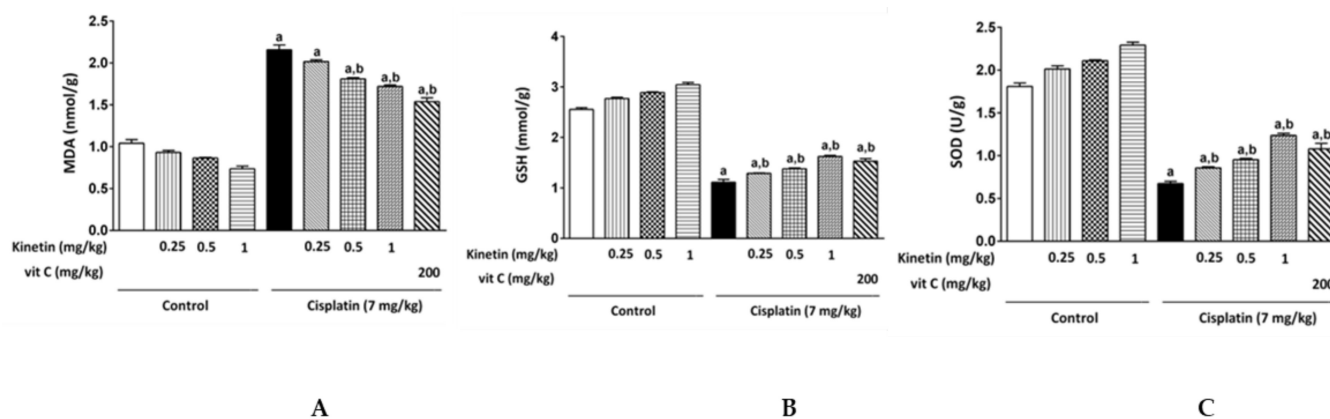 2.5
2.0
1.5
1.0
0.5
0.0
MDA (nmol/g)
a
a
a,b
a,b
a,b
Kinetin (mg/kg) 0.25 0.5 1 0.25 0.5 1
vit C (mg/kg) 200
Control Cisplatin (7 mg/kg)
A
4
3
2
1
0
GSH (mmol/g)
a
a,b
a,b
a,b
a,b
Kinetin (mg/kg) 0.25 0.5 1 0.25 0.5 1
vit C (mg/kg) 200
Control Cisplatin (7 mg/kg)
B
2.5
2.0
1.5
1.0
0.5
0.0
SOD (U/g)
a
a,b
a,b
a,b
a,b
Kinetin (mg/kg) 0.25 0.5 1 0.25 0.5 1
vit C (mg/kg) 200
Control Cisplatin (7 mg/kg)
C